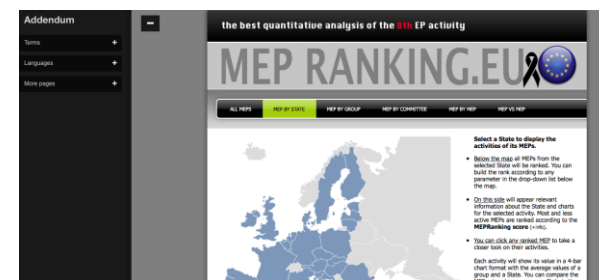 Addendum
Terms +
Languages +
More pages +
the best quantitative analysis of the 8th EP activity
MEP RANKING.EU
ALL MEPS MEP BY STATE MEP BY GROUP MEP BY COMMITTEE MEP BY MEP MEP VS MEP
Select a State to display the
activities of its MEPs.
Below the map all MEPs from the
selected State will be ranked. You can
build the rank according to any
parameter in the drop-down list below
the map.
On this side will appear relevant
information about the State and charts
for the selected activity. Most and less
active MEPs are ranked according to the
MEPRanking score (+info).
You can click any ranked MEP to take a
closer look on their activities.
Each activity will show its value in a 4-bar
chart format with the average values of a
group and a State. You can compare the